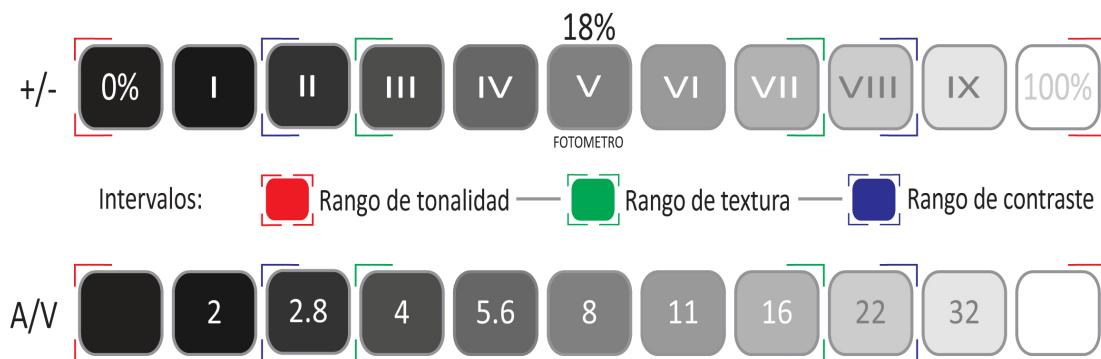 18%
+/- 0% I II III IV V VI VII VIII IX 100%
FOTOMETRO
Intervalos: Rango de tonalidad Rango de textura Rango de contraste
A/V 2 2.8 4 5.6 8 11 16 22 32